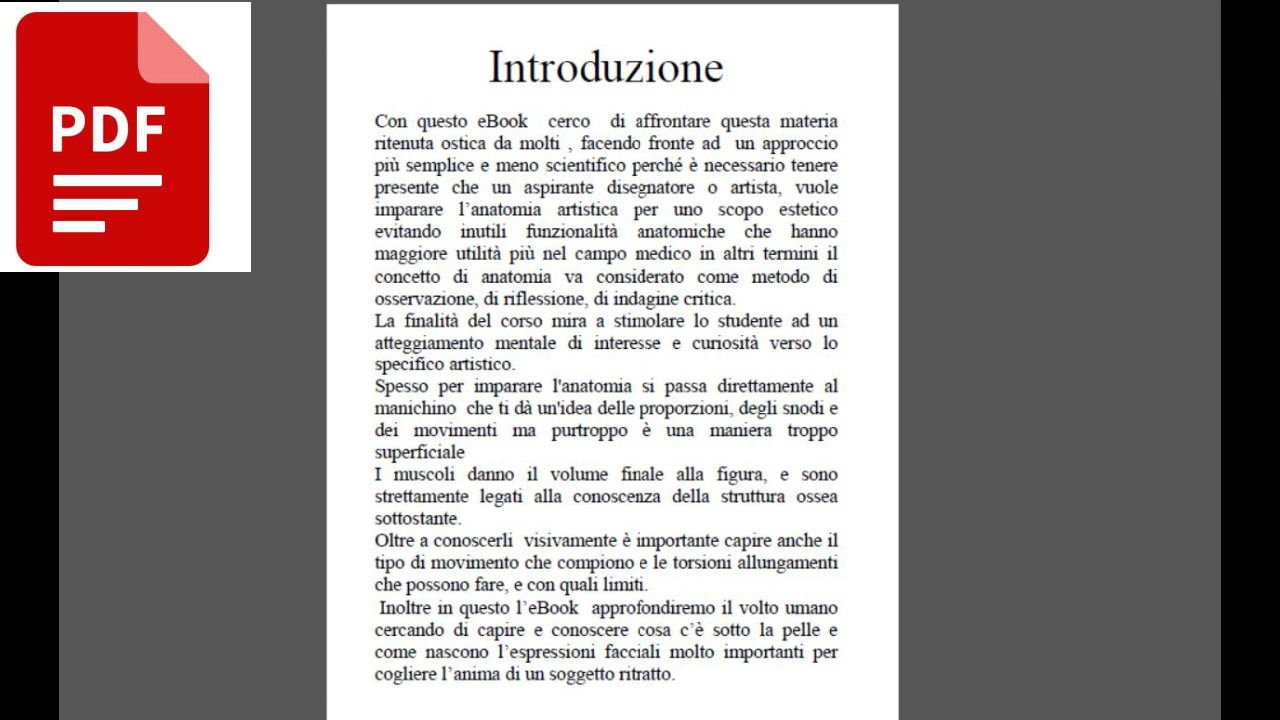 PDF
Introduzione
Con questo eBook cerco di affrontare questa materia
ritenuta ostica da molti , facendo fronte ad un approccio
più semplice e meno scientifico perché è necessario tenere
presente che un aspirante disegnatore o artista, vuole
imparare l’anatomia artistica per uno scopo estetico
evitando inutili funzionalità anatomiche che hanno
maggiore utilità più nel campo medico in altri termini il
concetto di anatomia va considerato come metodo di
osservazione, di riflessione, di indagine critica.
La finalità del corso mira a stimolare lo studente ad un
atteggiamento mentale di interesse e curiosità verso lo
specifico artistico.
Spesso per imparare l'anatomia si passa direttamente al
manichino che ti dà un'idea delle proporzioni, degli snodi e
dei movimenti ma purtroppo è una maniera troppo
superficiale
I muscoli danno il volume finale alla figura, e sono
strettamente legati alla conoscenza della struttura ossea
sottostante.
Oltre a conoscerli visivamente è importante capire anche il
tipo di movimento che compiono e le torsioni allungamenti
che possono fare, e con quali limiti.
Inoltre in questo l’eBook approfondiremo il volto umano
cercando di capire e conoscere cosa c’è sotto la pelle e
come nascono l’espressioni facciali molto importanti per
cogliere l’anima di un soggetto ritratto.